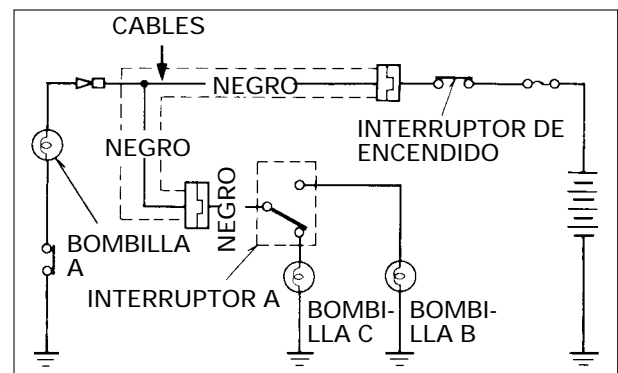 CABLES
NEGRO
INTERRUPTOR DE
ENCENDIDO
NEGRO
NEGRO
BOMBILLA
A
INTERRUPTOR A
BOMBI-
LLA C
BOMBI-
LLA B